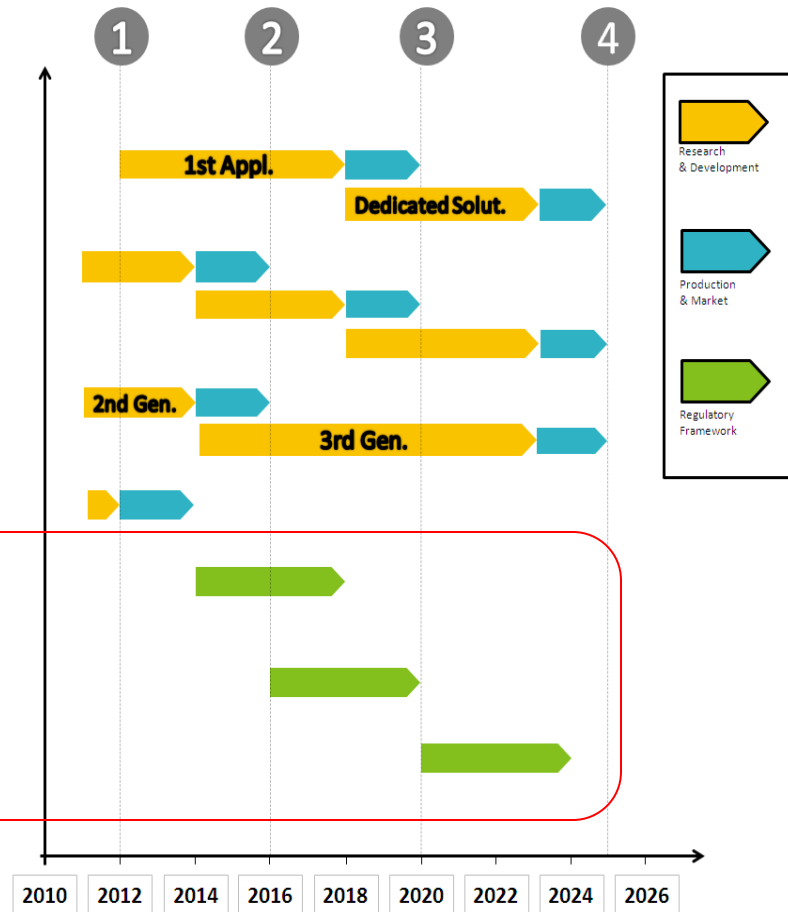 1
2
3
4
1st Appl.
Dedicated Solut.
2nd Gen.
3rd Gen.
Research
& Development
Production
& Market
Regulatory
Framework
2010
2012
2014
2016
2018
2020
2022
2024
2026